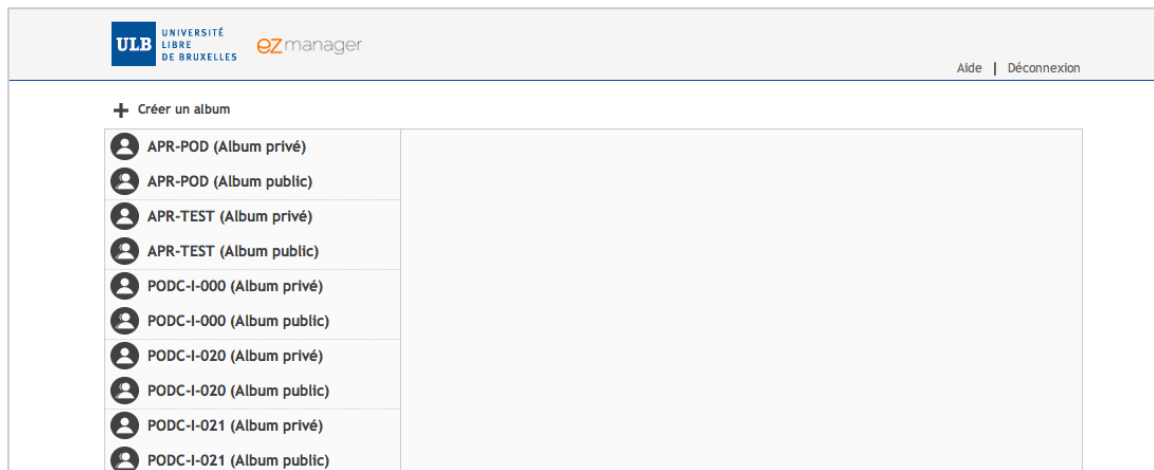 ULB UNIVERSITÉ
LIBRE
DE BRUXELLES
ezmanager
Aide | Déconnexion
Créer un album
APR-POD (Album privé)
APR-POD (Album public)
APR-TEST (Album privé)
APR-TEST (Album public)
PODC-I-000 (Album privé)
PODC-I-000 (Album public)
PODC-I-020 (Album privé)
PODC-I-020 (Album public)
PODC-I-021 (Album privé)
PODC-I-021 (Album public)